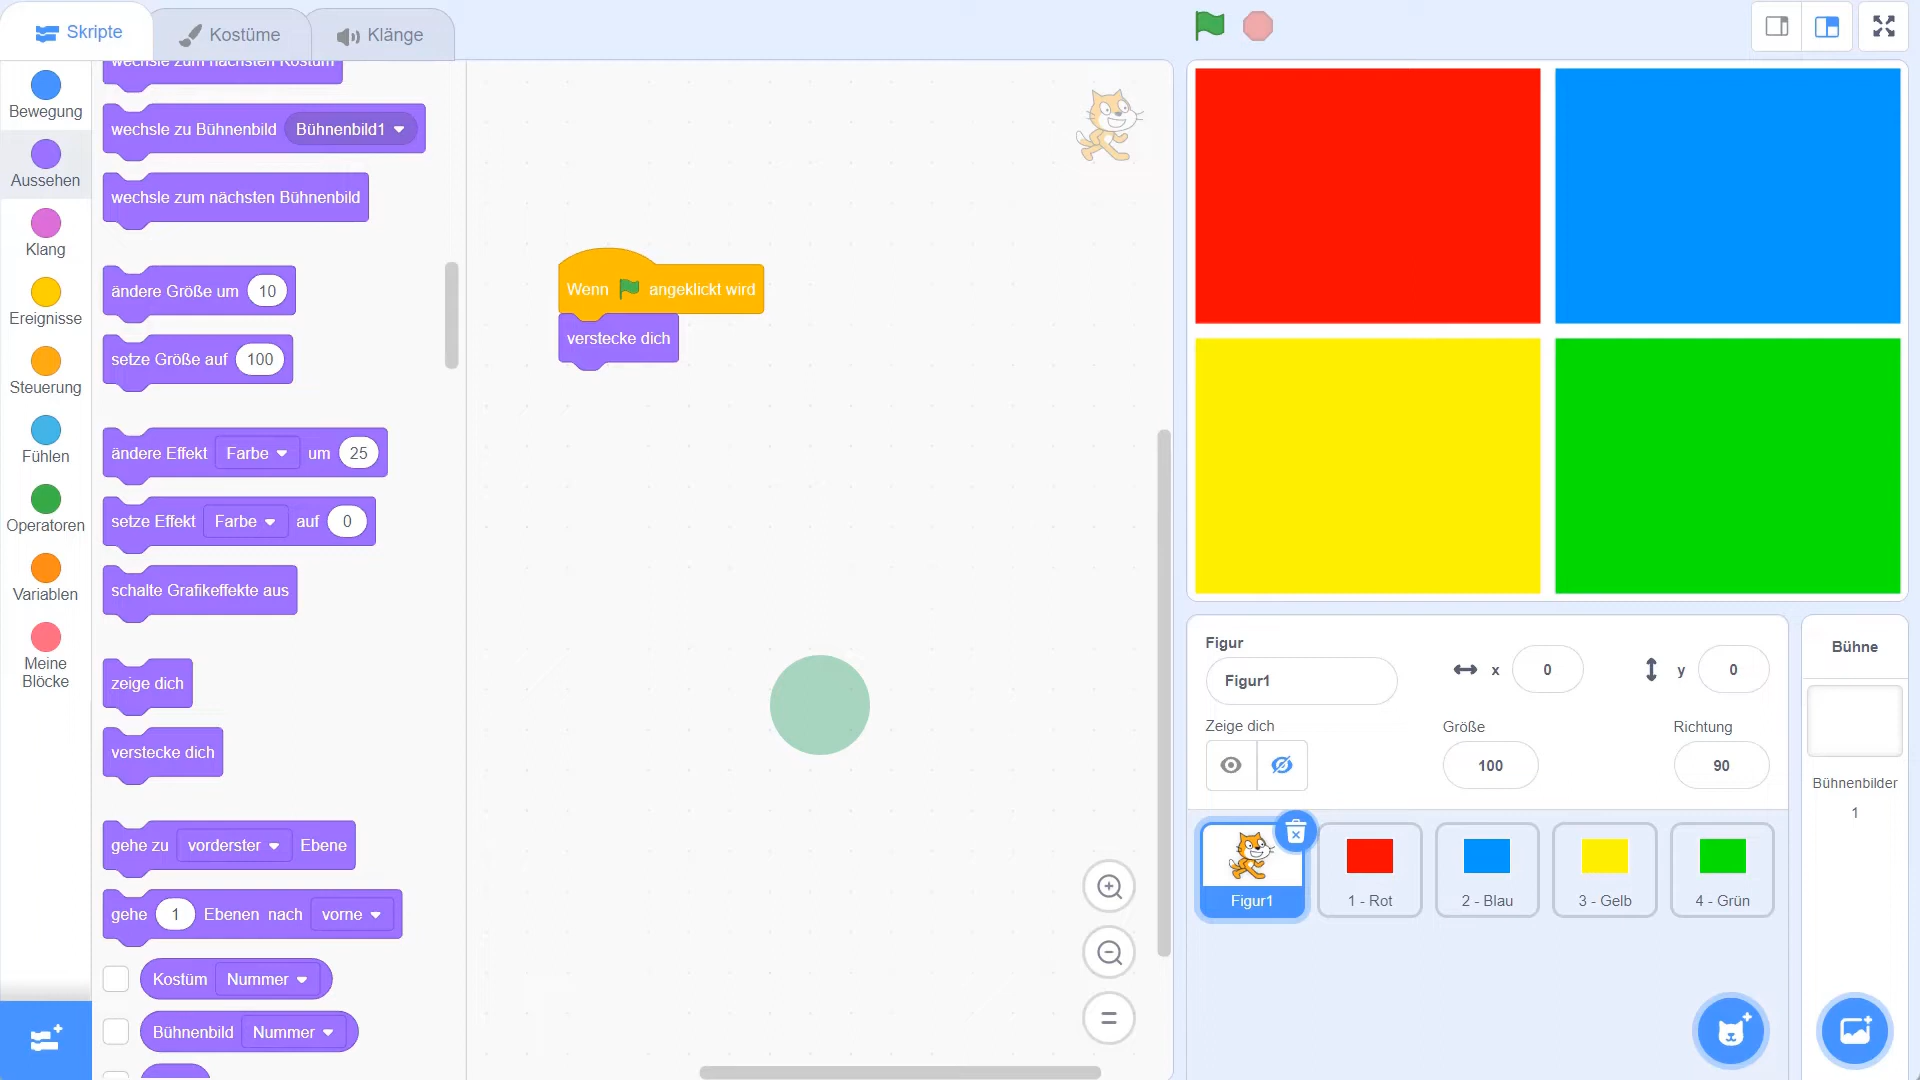 Skripte
Kostüme
Klänge
Bewegung
Aussehen
Klang
Ereignisse
Steuerung
Fühlen
Operatoren
Variablen
Meine
Blöcke
wechsle zum nächsten Kostüm
wechsle zu Bühnenbild Bühnenbild1
wechsle zum nächsten Bühnenbild
ändere Größe um 10
setze Größe auf 100
ändere Effekt Farbe um 25
setze Effekt Farbe auf 0
schalte Grafikeffekte aus
zeige dich
verstecke dich
gehe zu vorderster Ebene
gehe 1 Ebenen nach vorne
Kostüm Nummer
Bühnenbild Nummer
Wenn angeklickt wird
verstecke dich
Figur
Figur1
x 0
y 0
Zeige dich
Größe
100
Richtung
90
Figur1
1 - Rot
2 - Blau
3 - Gelb
4 - Grün
Bühne
Bühnenbilder
1